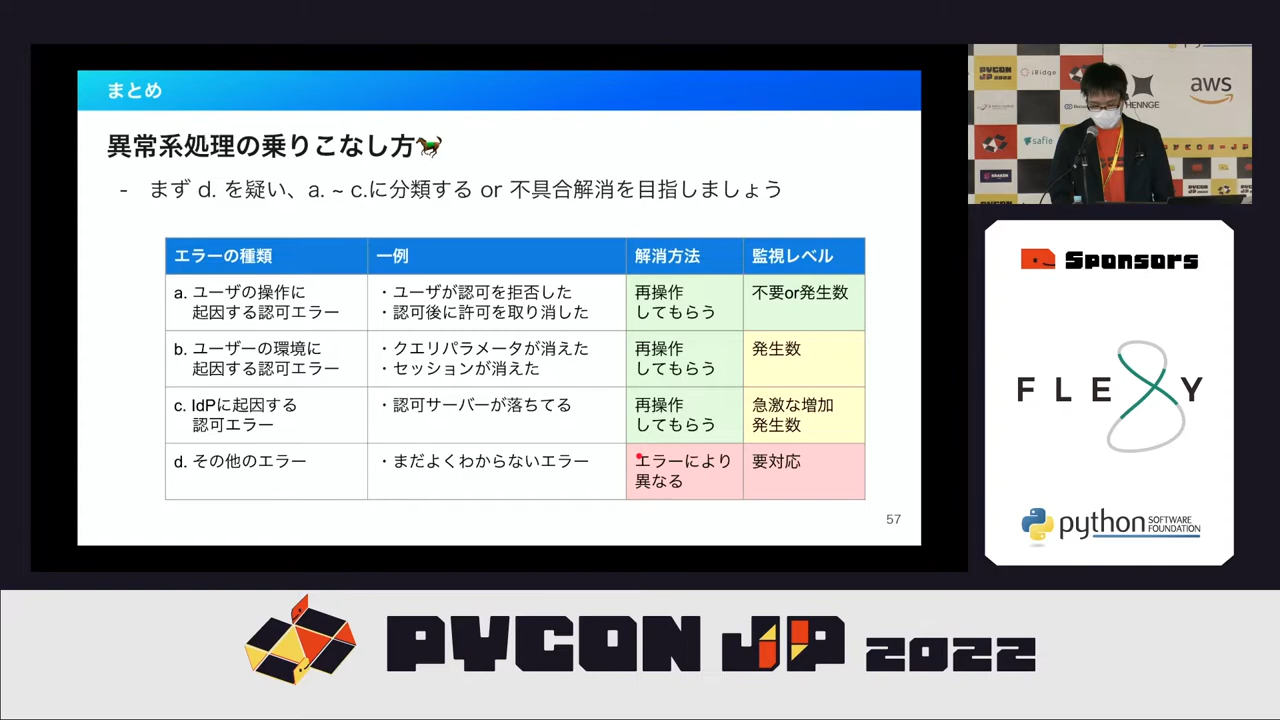 まとめ
異常系処理の乗りこなし方🐎
- まず d. を疑い、a. ~ c.に分類する or 不具合解消を目指しましょう
エラーの種類 一例 解消方法 監視レベル
a. ユーザの操作に
起因する認可エラー
・ユーザが認可を拒否した
・認可後に許可を取り消した
再操作
してもらう
不要or発生数
b. ユーザーの環境に
起因する認可エラー
・クエリパラメータが消えた
・セッションが消えた
再操作
してもらう
発生数
c. IdPに起因する
認可エラー
・認可サーバーが落ちてる
再操作
してもらう
急激な増加
発生数
d. その他のエラー
・まだよくわからないエラー
エラーにより
異なる
要対応
57
PYCON
JP 2022
iRidge
HENNGE
aws
safie
Sponsors
FLEXY
python SOFTWARE
FOUNDATION
PYCON JP 2022